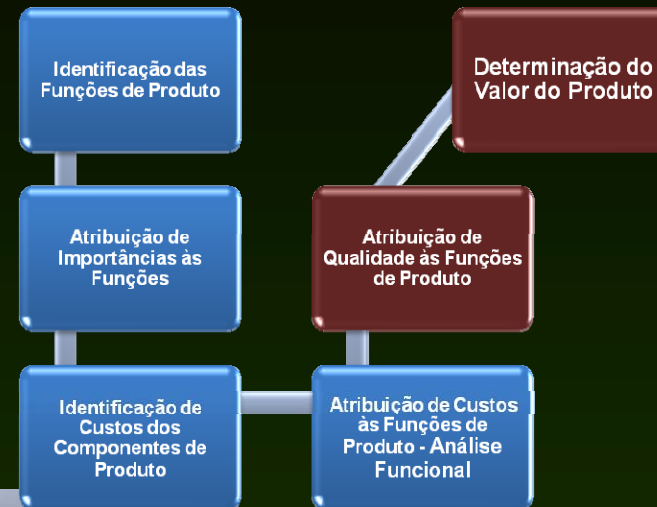 Identificação das
Funções de Produto
Atribuição de
Importâncias às
Funções
Identificação de
Custos dos
Componentes de
Produto
Atribuição de Custos
às Funções de
Produto - Análise
Funcional
Atribuição de
Qualidade às Funções
de Produto
Determinação do
Valor do Produto